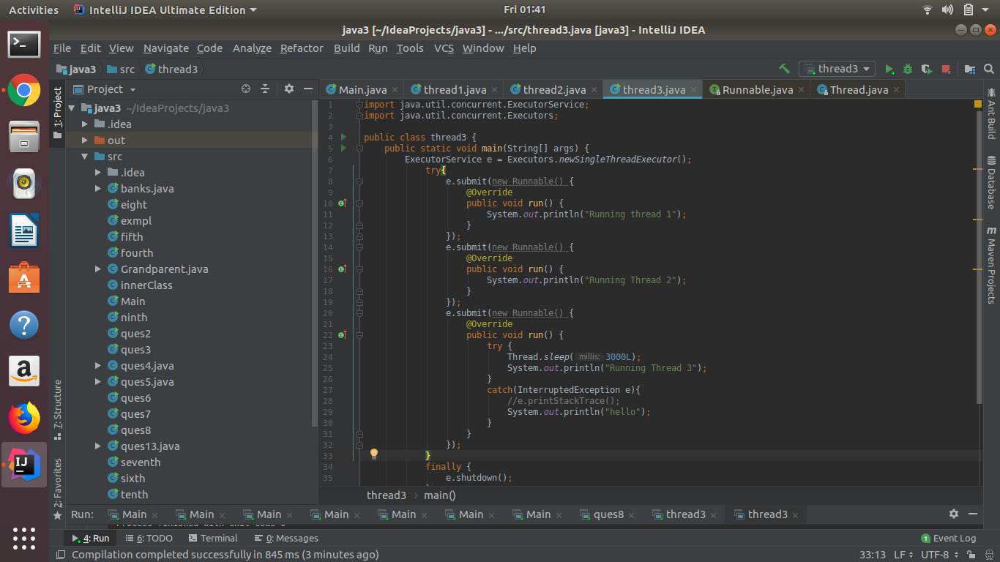 Activities IntelliJ IDEA Ultimate Edition Fri 01:41
java3 [~/IdeaProjects/java3] - .../src/thread3.java [java3] - IntelliJ IDEA
File Edit View Navigate Code Analyze Refactor Build Run Tools VCS Window Help
java3 src thread3 thread3
1: Project
7: Structure
2: Favorites
Project
java3 ~/IdeaProjects/java3
.idea
out
src
.idea
banks.java
eight
exmpl
fifth
fourth
Grandparent.java
innerClass
Main
ninth
ques2
ques3
ques4.java
ques5.java
ques6
ques7
ques8
ques13.java
seventh
sixth
tenth
Main.java thread1.java thread2.java thread3.java Runnable.java Thread.java
1 import java.util.concurrent.ExecutorService;
2 import java.util.concurrent.Executors;
3
4 public class thread3 {
5 public static void main(String[] args) {
6 ExecutorService e = Executors.newSingleThreadExecutor();
7 try{
8 e.submit(new Runnable() {
9 @Override
10 public void run() {
11 System.out.println("Running thread 1");
12 }
13 });
14 e.submit(new Runnable() {
15 @Override
16 public void run() {
17 System.out.println("Running Thread 2");
18 }
19 });
20 e.submit(new Runnable() {
21 @Override
22 public void run() {
23 try {
24 Thread.sleep( millis: 3000L);
25 System.out.println("Running Thread 3");
26 }
27 catch(InterruptedException e){
28 //e.printStackTrace();
29 System.out.println("hello");
30 }
31 }
32 });
33 }
34 finally {
35 e.shutdown();
thread3 › main()
Ant Build
Database
Maven Projects
Run: Main Main Main Main Main Main Main ques8 thread3 thread3
Process finished with exit code 0
4: Run 6: TODO Terminal 0: Messages 1 Event Log
Compilation completed successfully in 845 ms (3 minutes ago) 33:13 LF UTF-8